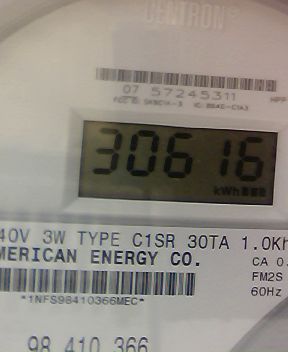 CENTRON®
07 57245311
30616
kWh
40V 3W TYPE C1SR 30TA 1.0Kh
MERICAN ENERGY CO.
CA 0.
FM2S
60Hz
*1NFS98410366MEC*
98 410 366